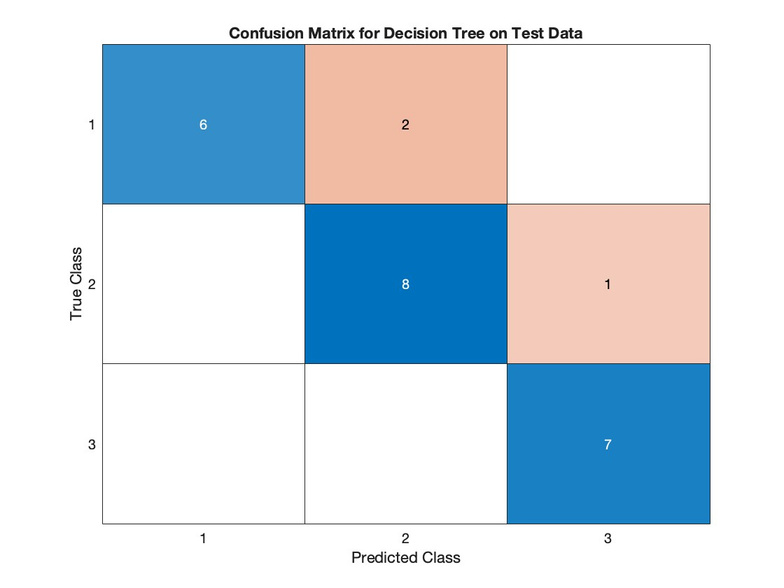 Confusion Matrix for Decision Tree on Test Data
1 6 2
2 8 1
3 7
1 2 3
True Class
Predicted Class